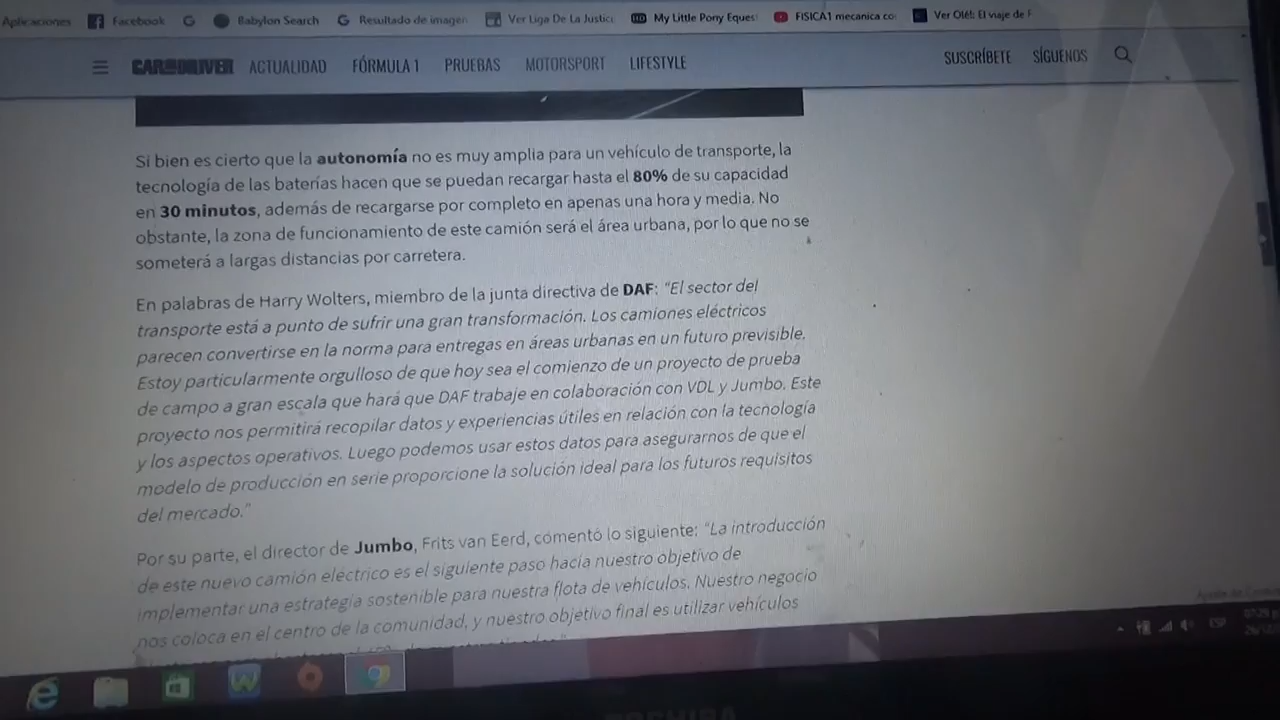 Aplicaciones Facebook Babylon Search Resultado de imagen Ver Liga De La Justici My Little Pony Equest FISICA1 mecanica co Ver Olé!: El viaje de F
CAR AND DRIVER ACTUALIDAD FÓRMULA 1 PRUEBAS MOTORSPORT LIFESTYLE SUSCRÍBETE SÍGUENOS
Si bien es cierto que la autonomía no es muy amplia para un vehículo de transporte, la
tecnología de las baterías hacen que se puedan recargar hasta el 80% de su capacidad
en 30 minutos, además de recargarse por completo en apenas una hora y media. No
obstante, la zona de funcionamiento de este camión será el área urbana, por lo que no se
someterá a largas distancias por carretera.
En palabras de Harry Wolters, miembro de la junta directiva de DAF: “El sector del
transporte está a punto de sufrir una gran transformación. Los camiones eléctricos
parecen convertirse en la norma para entregas en áreas urbanas en un futuro previsible.
Estoy particularmente orgulloso de que hoy sea el comienzo de un proyecto de prueba
de campo a gran escala que hará que DAF trabaje en colaboración con VDL y Jumbo. Este
proyecto nos permitirá recopilar datos y experiencias útiles en relación con la tecnología
y los aspectos operativos. Luego podemos usar estos datos para asegurarnos de que el
modelo de producción en serie proporcione la solución ideal para los futuros requisitos
del mercado.”
Por su parte, el director de Jumbo, Frits van Eerd, comentó lo siguiente: “La introducción
de este nuevo camión eléctrico es el siguiente paso hacia nuestro objetivo de
implementar una estrategia sostenible para nuestra flota de vehículos. Nuestro negocio
nos coloca en el centro de la comunidad, y nuestro objetivo final es utilizar vehículos
ESP